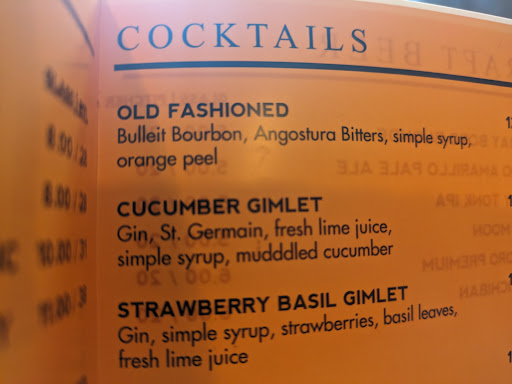 COCKTAILS
OLD FASHIONED
Bulleit Bourbon, Angostura Bitters, simple syrup,
orange peel
CUCUMBER GIMLET
Gin, St. Germain, fresh lime juice,
simple syrup, mudddled cucumber
STRAWBERRY BASIL GIMLET
Gin, simple syrup, strawberries, basil leaves,
fresh lime juice